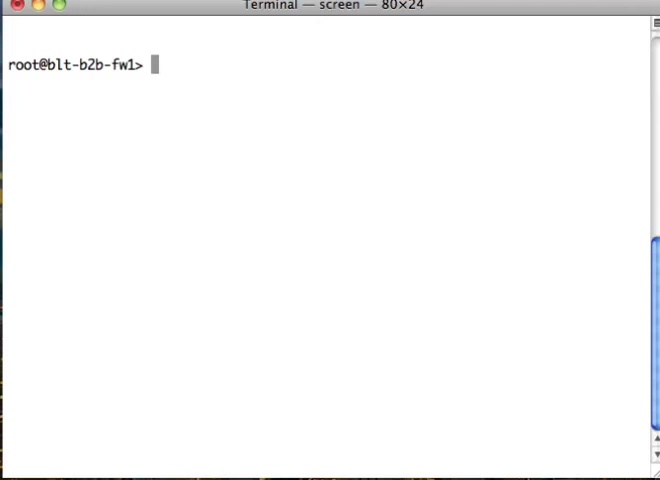 Terminal — screen — 80×24
root@blt-b2b-fw1>